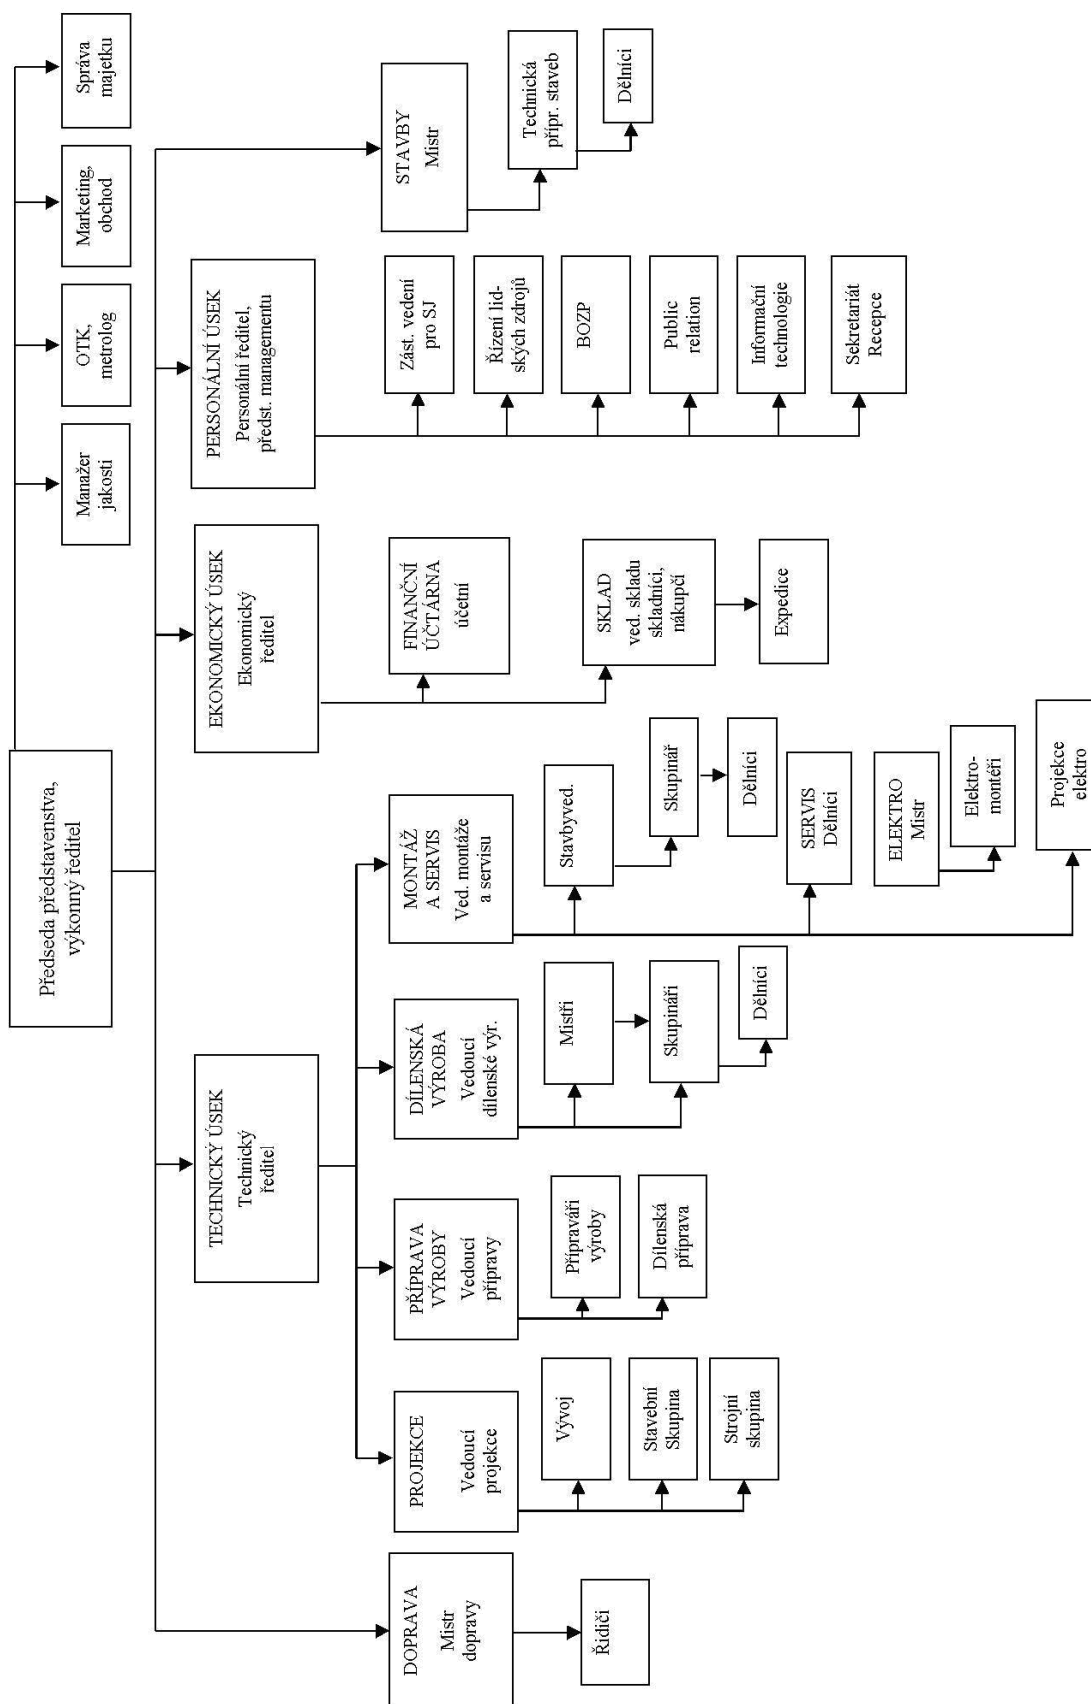 Předseda představenstva,
výkonný ředitel
Manažer
jakosti
OTK,
metrolog
Marketing,
obchod
Správa
majetku
DOPRAVA
Mistr
dopravy
Řidiči
TECHNICKÝ ÚSEK
Technický
ředitel
PROJEKCE
Vedoucí
projekce
Vývoj
Stavební
Skupina
Strojní
skupina
PŘÍPRAVA
VÝROBY
Vedoucí
přípravy
Přípraváři
výroby
Dílenská
příprava
DÍLENSKÁ
VÝROBA
Vedoucí
dílenské výr.
Mistři
Skupináři
Dělníci
MONTÁŽ
A SERVIS
Ved. montáže
a servisu
Stavbyved.
Skupinář
Dělníci
SERVIS
Dělníci
ELEKTRO
Mistr
Elektro-
montéři
Projekce
elektro
EKONOMICKÝ ÚSEK
Ekonomický
ředitel
FINANČNÍ
ÚČTÁRNA
účetní
SKLAD
ved. skladu
skladníci,
nákupčí
Expedice
PERSONÁLNÍ ÚSEK
Personální ředitel,
předst. managementu
Zást. vedení
pro SJ
Řízení lid-
ských zdrojů
BOZP
Public
relation
Informační
technologie
Sekretariát
Recepce
STAVBY
Mistr
Technická
přípr. staveb
Dělníci